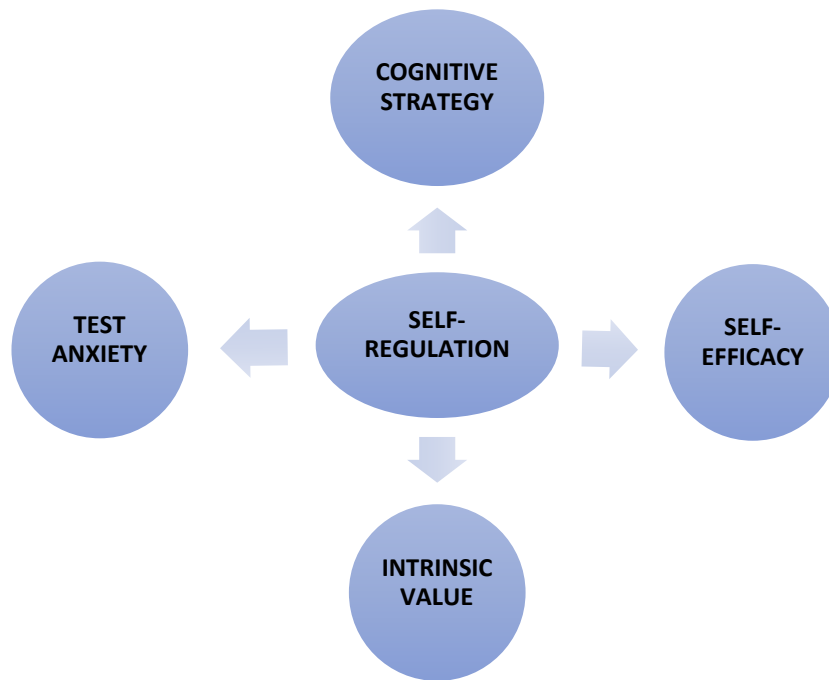 COGNITIVE
STRATEGY
TEST
ANXIETY
SELF-
REGULATION
SELF-
EFFICACY
INTRINSIC
VALUE